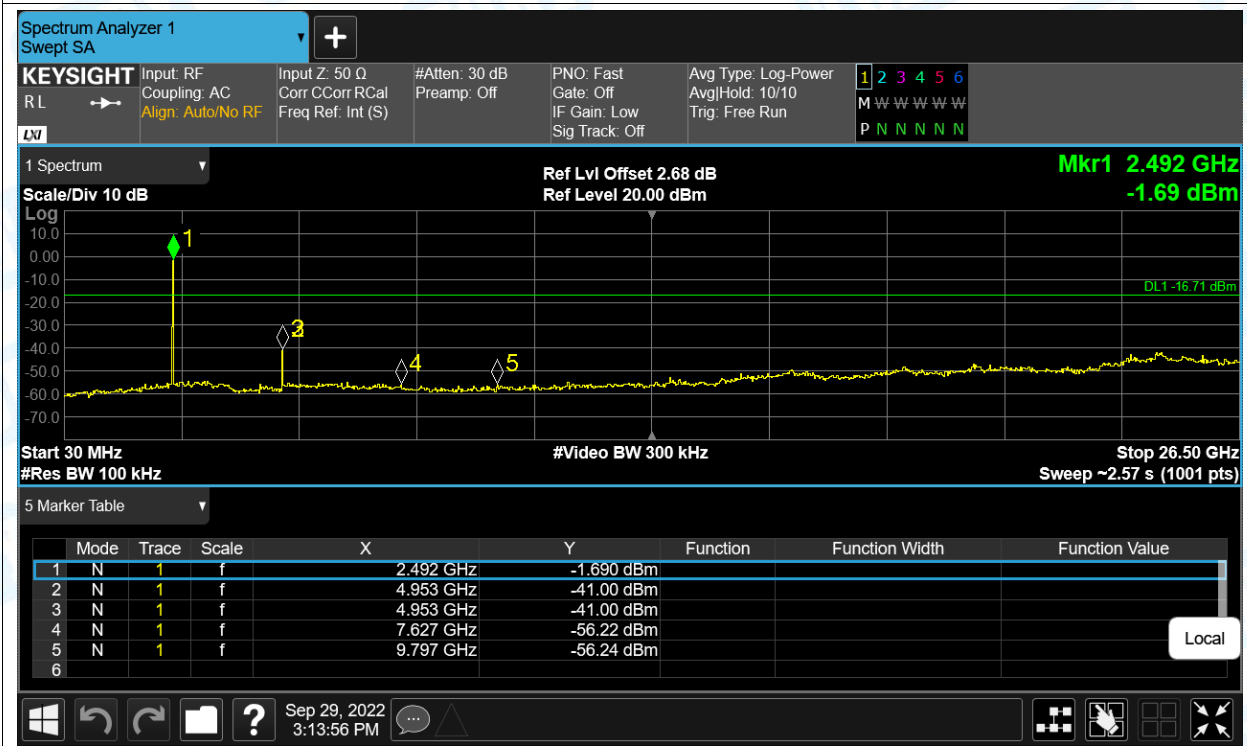 Spectrum Analyzer 1
Swept SA
+
KEYSIGHT Input: RF Input Z: 50 Ω #Atten: 30 dB PNO: Fast Avg Type: Log-Power 1 2 3 4 5 6
R L Coupling: AC Corr CCorr RCal Preamp: Off Gate: Off Avg|Hold: 10/10 M W W W W W W
Align: Auto/No RF Freq Ref: Int (S) IF Gain: Low Trig: Free Run
LXI Sig Track: Off P N N N N N
1 Spectrum Ref Lvl Offset 2.68 dB Mkr1 2.492 GHz
Scale/Div 10 dB Ref Level 20.00 dBm -1.69 dBm
Log
10.0 1
0.00
-10.0 DL1 -16.71 dBm
-20.0
-30.0 3
-40.0 4 5
-50.0
-60.0
-70.0
Start 30 MHz #Video BW 300 kHz Stop 26.50 GHz
#Res BW 100 kHz Sweep ~2.57 s (1001 pts)
5 Marker Table
Mode Trace Scale X Y Function Function Width Function Value
1 N 1 f 2.492 GHz -1.690 dBm
2 N 1 f 4.953 GHz -41.00 dBm
3 N 1 f 4.953 GHz -41.00 dBm
4 N 1 f 7.627 GHz -56.22 dBm
5 N 1 f 9.797 GHz -56.24 dBm
6
Local
? Sep 29, 2022
3:13:56 PM